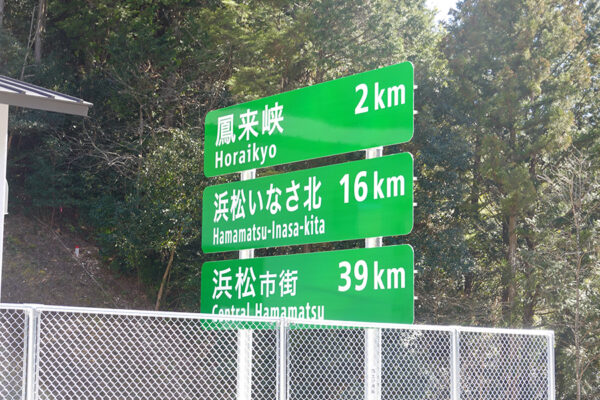 鳳来峡 2km
Horaikyo
浜松いなさ北 16km
Hamamatsu-Inasa-kita
浜松市街 39km
Central Hamamatsu